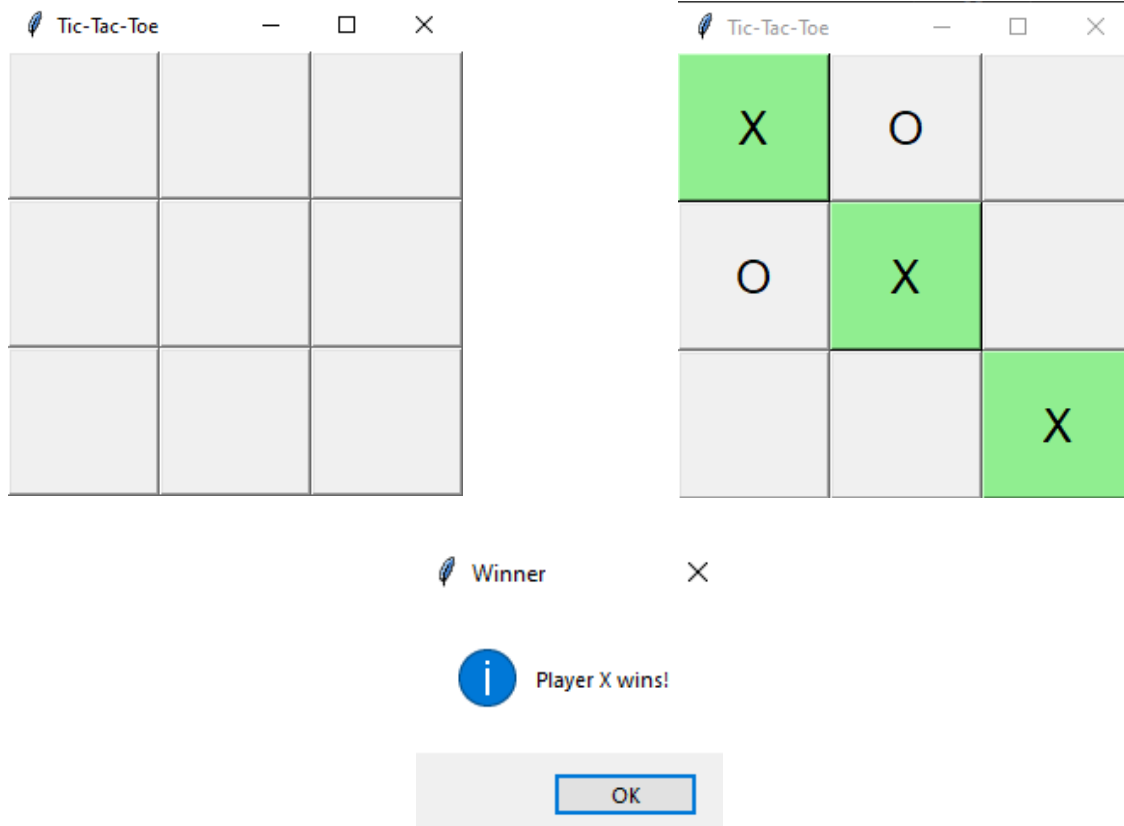 Tic-Tac-Toe
Tic-Tac-Toe
X O
O X
X
Winner
i Player X wins!
OK